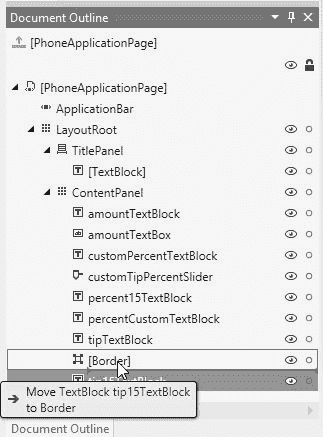 Document Outline
[PhoneApplicationPage]
[PhoneApplicationPage]
ApplicationBar
LayoutRoot
TitlePanel
[TextBlock]
ContentPanel
amountTextBlock
amountTextBox
customPercentTextBlock
customTipPercentSlider
percent15TextBlock
percentCustomTextBlock
tipTextBlock
[Border]
tip15TextBlock
Move TextBlock tip15TextBlock
to Border
Document Outline